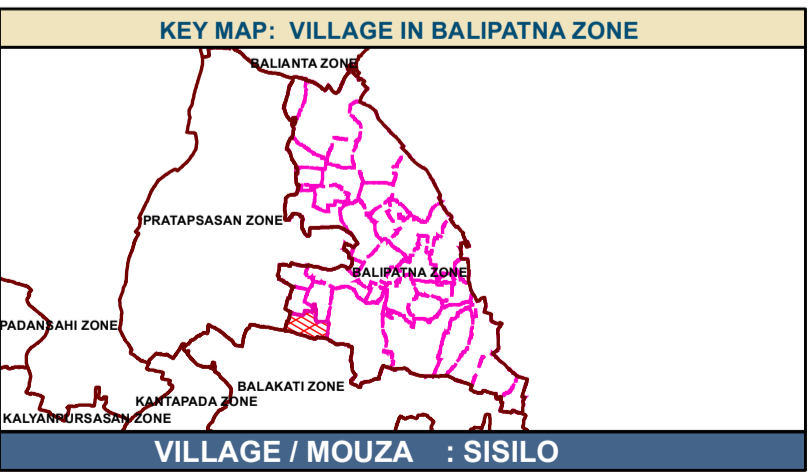 KEY MAP: VILLAGE IN BALIPATNA ZONE
BALIANTA ZONE
PRATAPSASAN ZONE
BALIPATNA ZONE
PADANSAHI ZONE
BALAKATI ZONE
KANTAPADA ZONE
KALYANPURSASAN ZONE
VILLAGE / MOUZA : SISILO